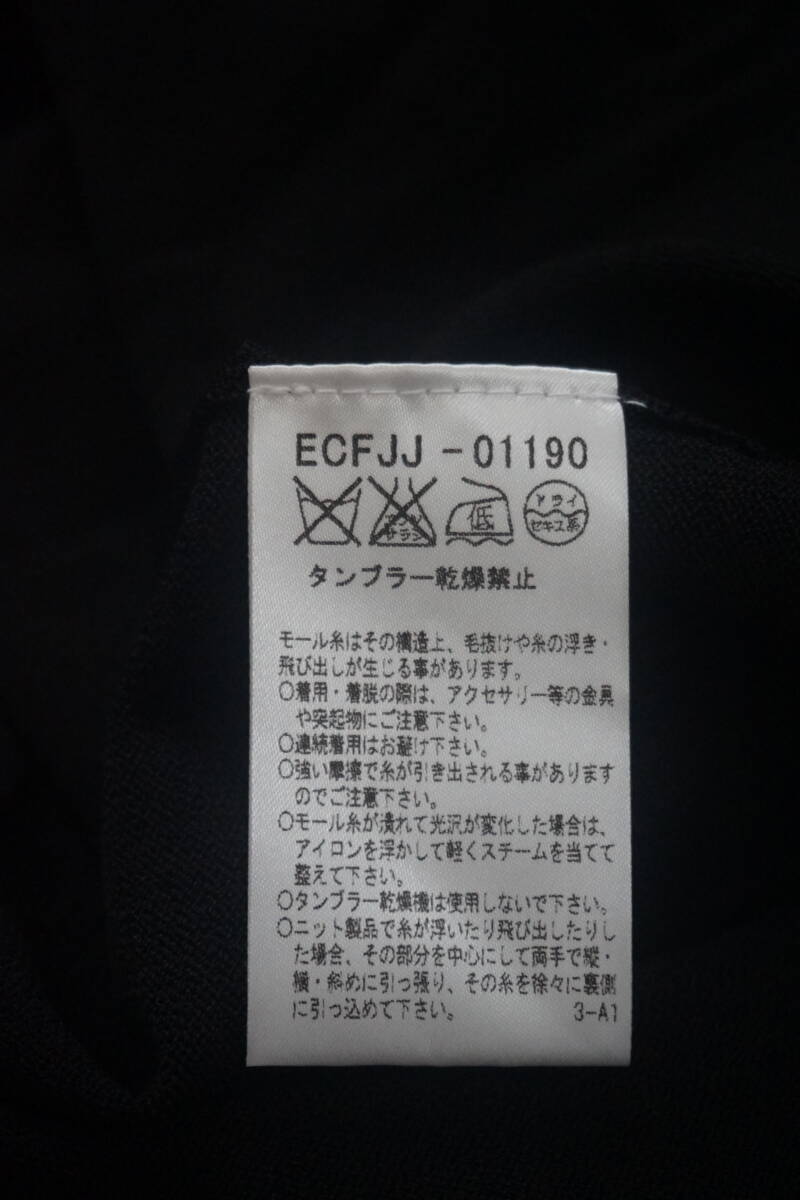 ECFJJ-01190
エンソ
サラシ
低
ドライ
セキユ系
タンブラー乾燥禁止
モール糸はその構造上、毛抜けや糸の浮き・
飛び出しが生じる事があります。
○着用・着脱の際は、アクセサリー等の金具
や突起物にご注意下さい。
○連続着用はお避け下さい。
○強い摩擦で糸が引き出される事があります
のでご注意下さい。
○モール糸が潰れて光沢が変化した場合は、
アイロンを浮かして軽くスチームを当てて
整えて下さい。
○タンブラー乾燥機は使用しないで下さい。
○ニット製品で糸が浮いたり飛び出したりし
た場合、その部分を中心にして両手で縦・
横・斜めに引っ張り、その糸を徐々に裏側
に引っ込めて下さい。
3-A1